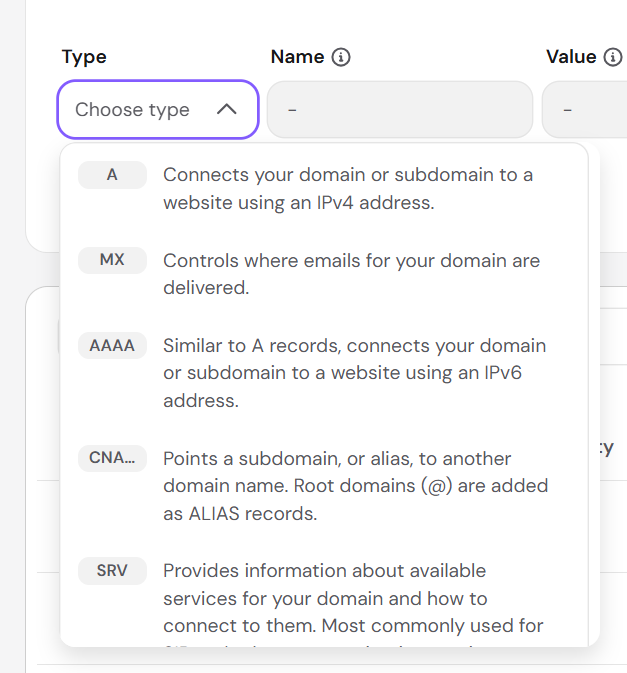 Type Name Value
Choose type - -
A Connects your domain or subdomain to a
website using an IPv4 address.
MX Controls where emails for your domain are
delivered.
AAAA Similar to A records, connects your domain
or subdomain to a website using an IPv6
address.
CNA... Points a subdomain, or alias, to another
domain name. Root domains (@) are added
as ALIAS records.
SRV Provides information about available
services for your domain and how to
connect to them. Most commonly used for